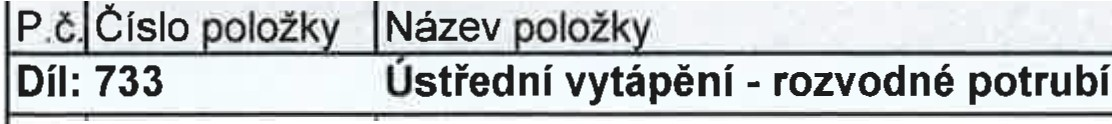 P.č. Číslo položky Název položky
Díl: 733 Ústřední vytápění - rozvodné potrubí